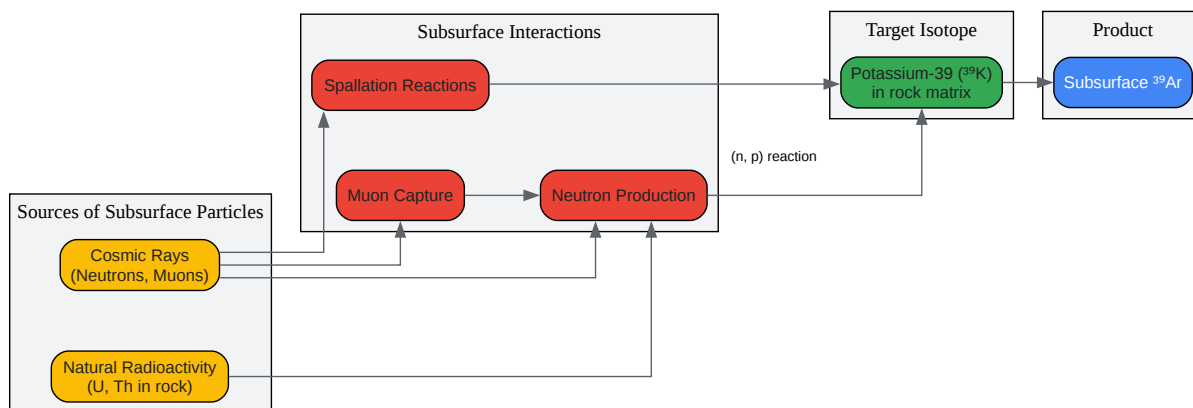 Subsurface Interactions
Spallation Reactions
Muon Capture
Neutron Production
Target Isotope
Potassium-39 (³⁹K)
in rock matrix
Product
Subsurface ³⁹Ar
(n, p) reaction
Sources of Subsurface Particles
Cosmic Rays
(Neutrons, Muons)
Natural Radioactivity
(U, Th in rock)